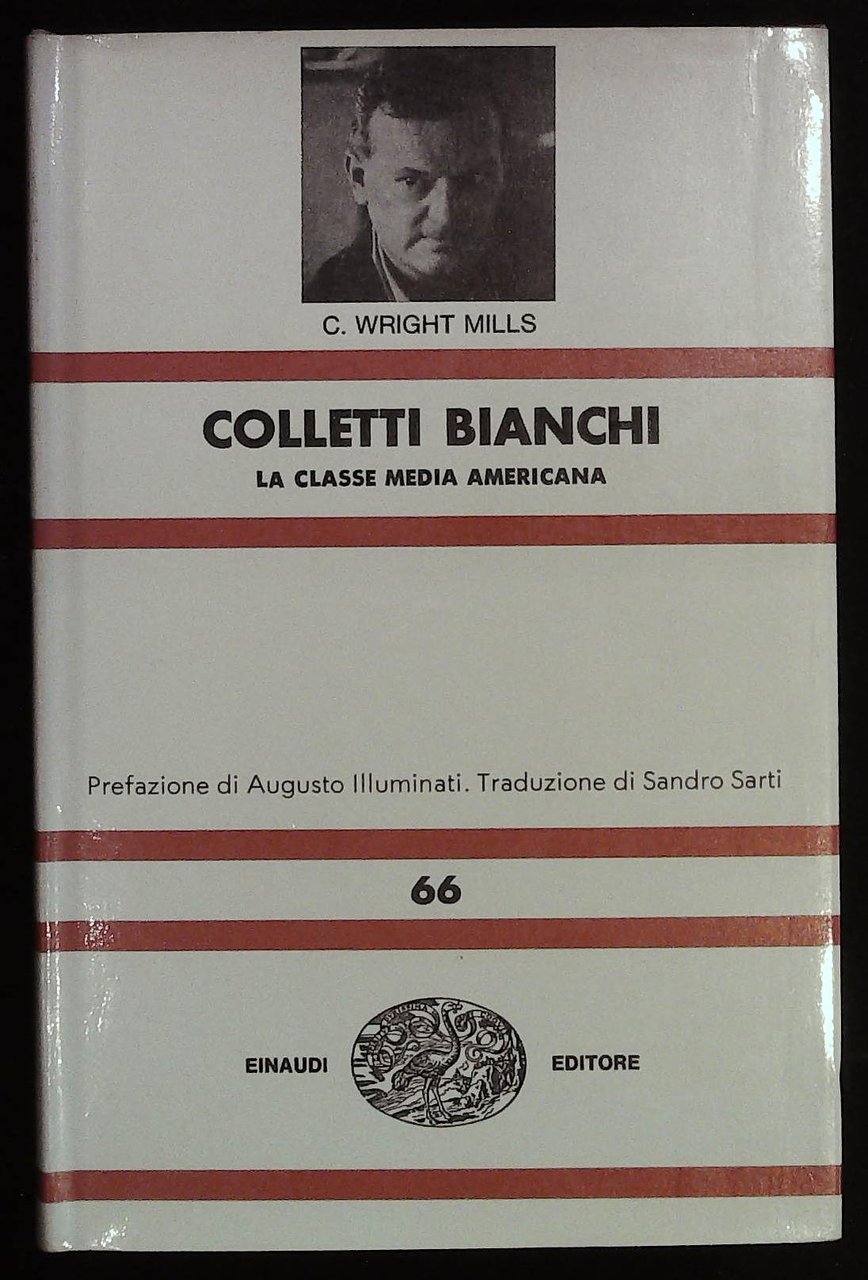 C. WRIGHT MILLS
COLLETTI BIANCHI
LA CLASSE MEDIA AMERICANA
Prefazione di Augusto Illuminati. Traduzione di Sandro Sarti
66
EINAUDI EDITORE